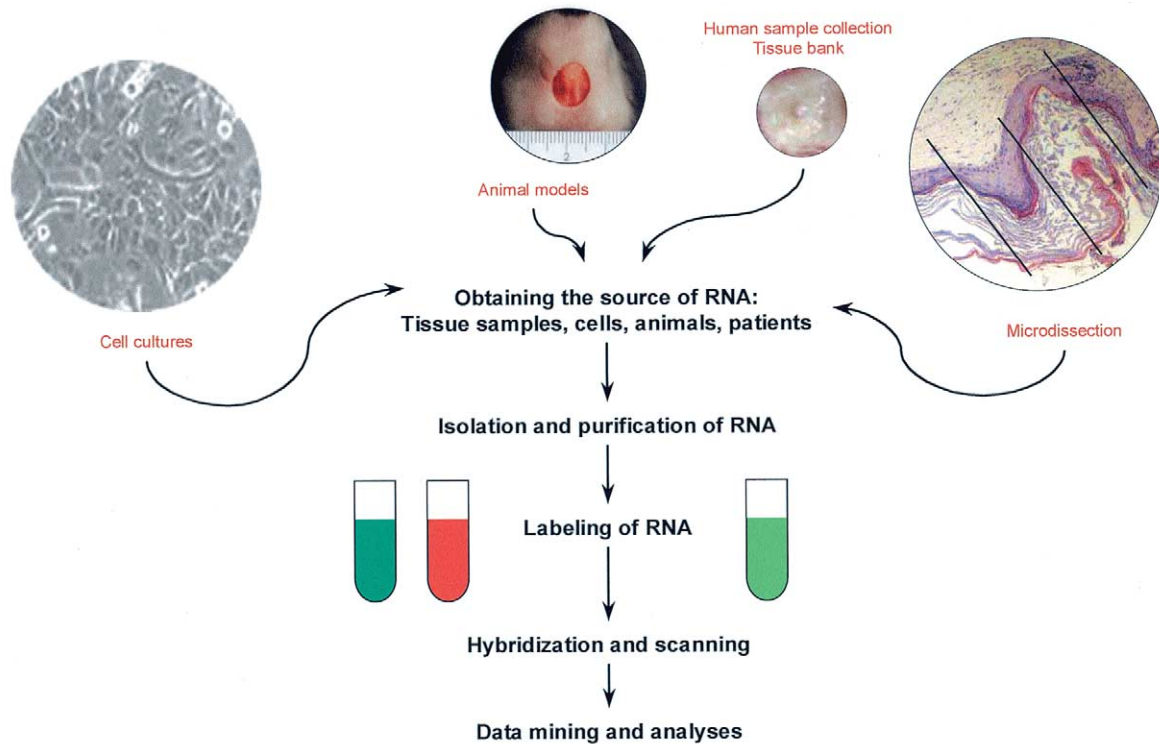 Human sample collection
Tissue bank
2
Animal models
Cell cultures
Microdissection
Obtaining the source of RNA:
Tissue samples, cells, animals, patients
Isolation and purification of RNA
Labeling of RNA
Hybridization and scanning
Data mining and analyses